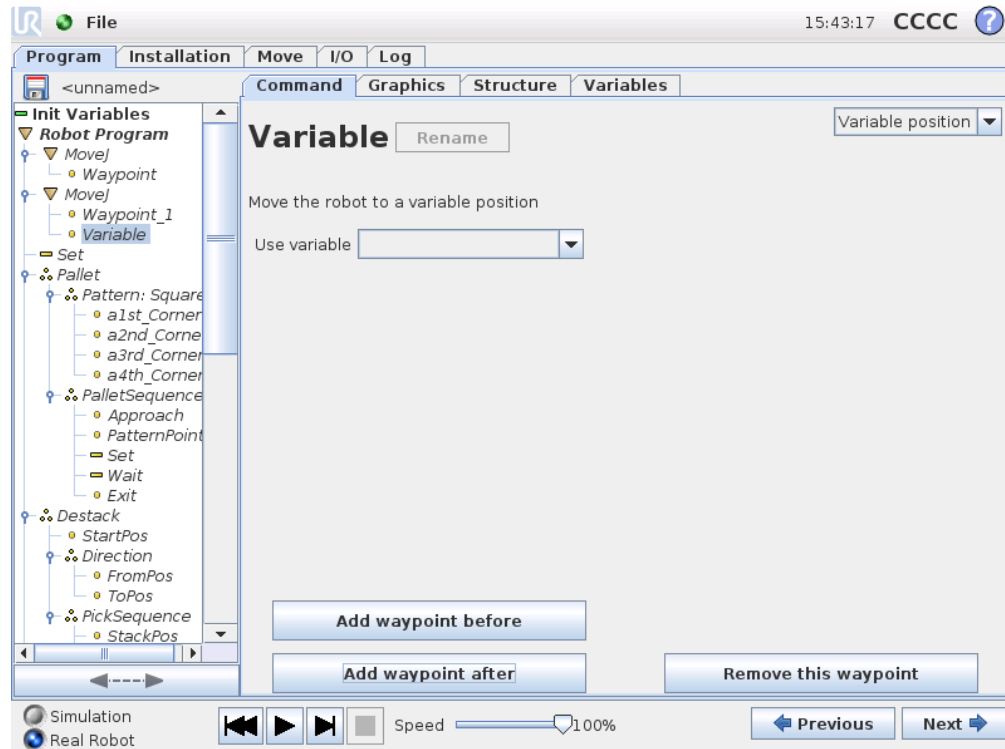 UR File 15:43:17 CCCC ?
Program Installation Move I/O Log
<unnamed>
Command Graphics Structure Variables
Init Variables
Robot Program
MoveJ
Waypoint
MoveJ
Waypoint_1
Variable
Set
Pallet
Pattern: Square
a1st_Corner
a2nd_Corne
a3rd_Corner
a4th_Corner
PalletSequence
Approach
PatternPoint
Set
Wait
Exit
Destack
StartPos
Direction
FromPos
ToPos
PickSequence
StackPos
Variable Rename Variable position
Move the robot to a variable position
Use variable
Add waypoint before
Add waypoint after Remove this waypoint
Simulation
Real Robot
Speed 100% Previous Next